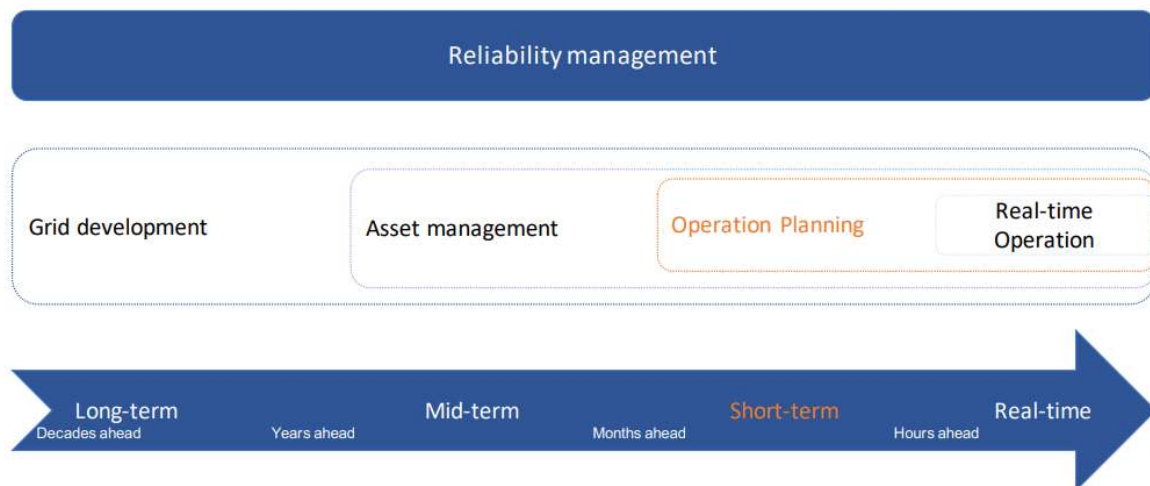 Reliability management
Grid development
Asset management
Operation Planning
Real-time
Operation
Long-term
Mid-term
Short-term
Real-time
Decades ahead
Years ahead
Months ahead
Hours ahead